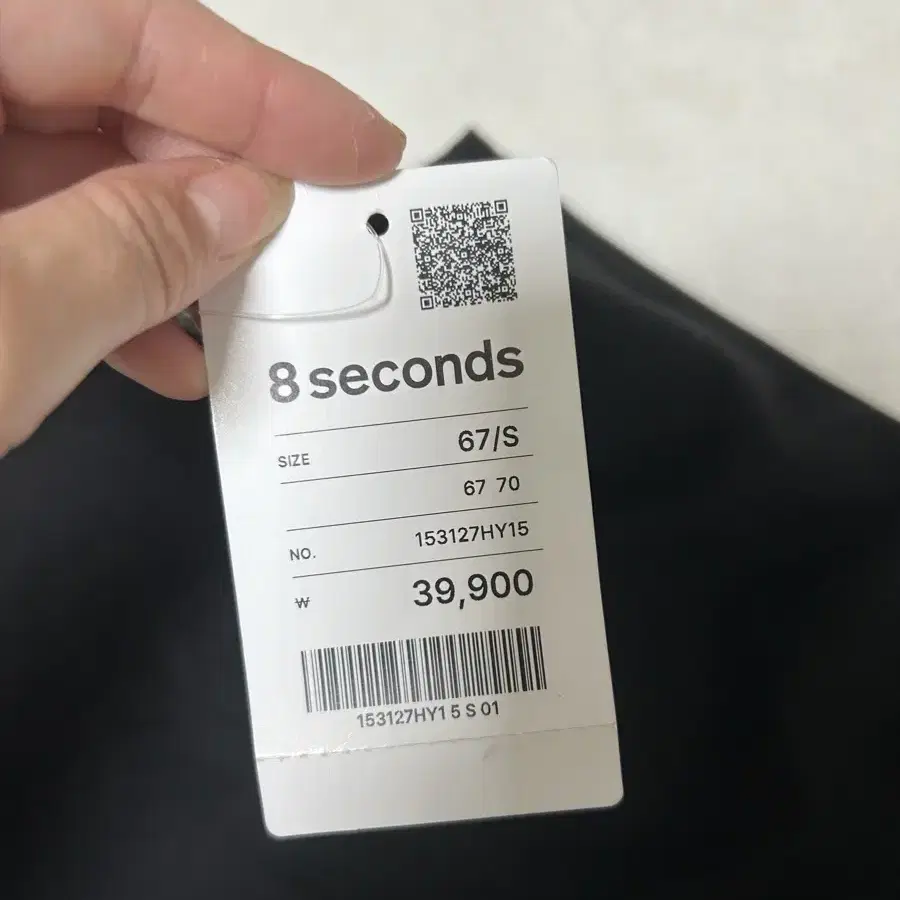 8 seconds
SIZE 67/S
67 70
NO. 153127HY15
₩ 39,900
153127HY1 5 S 01